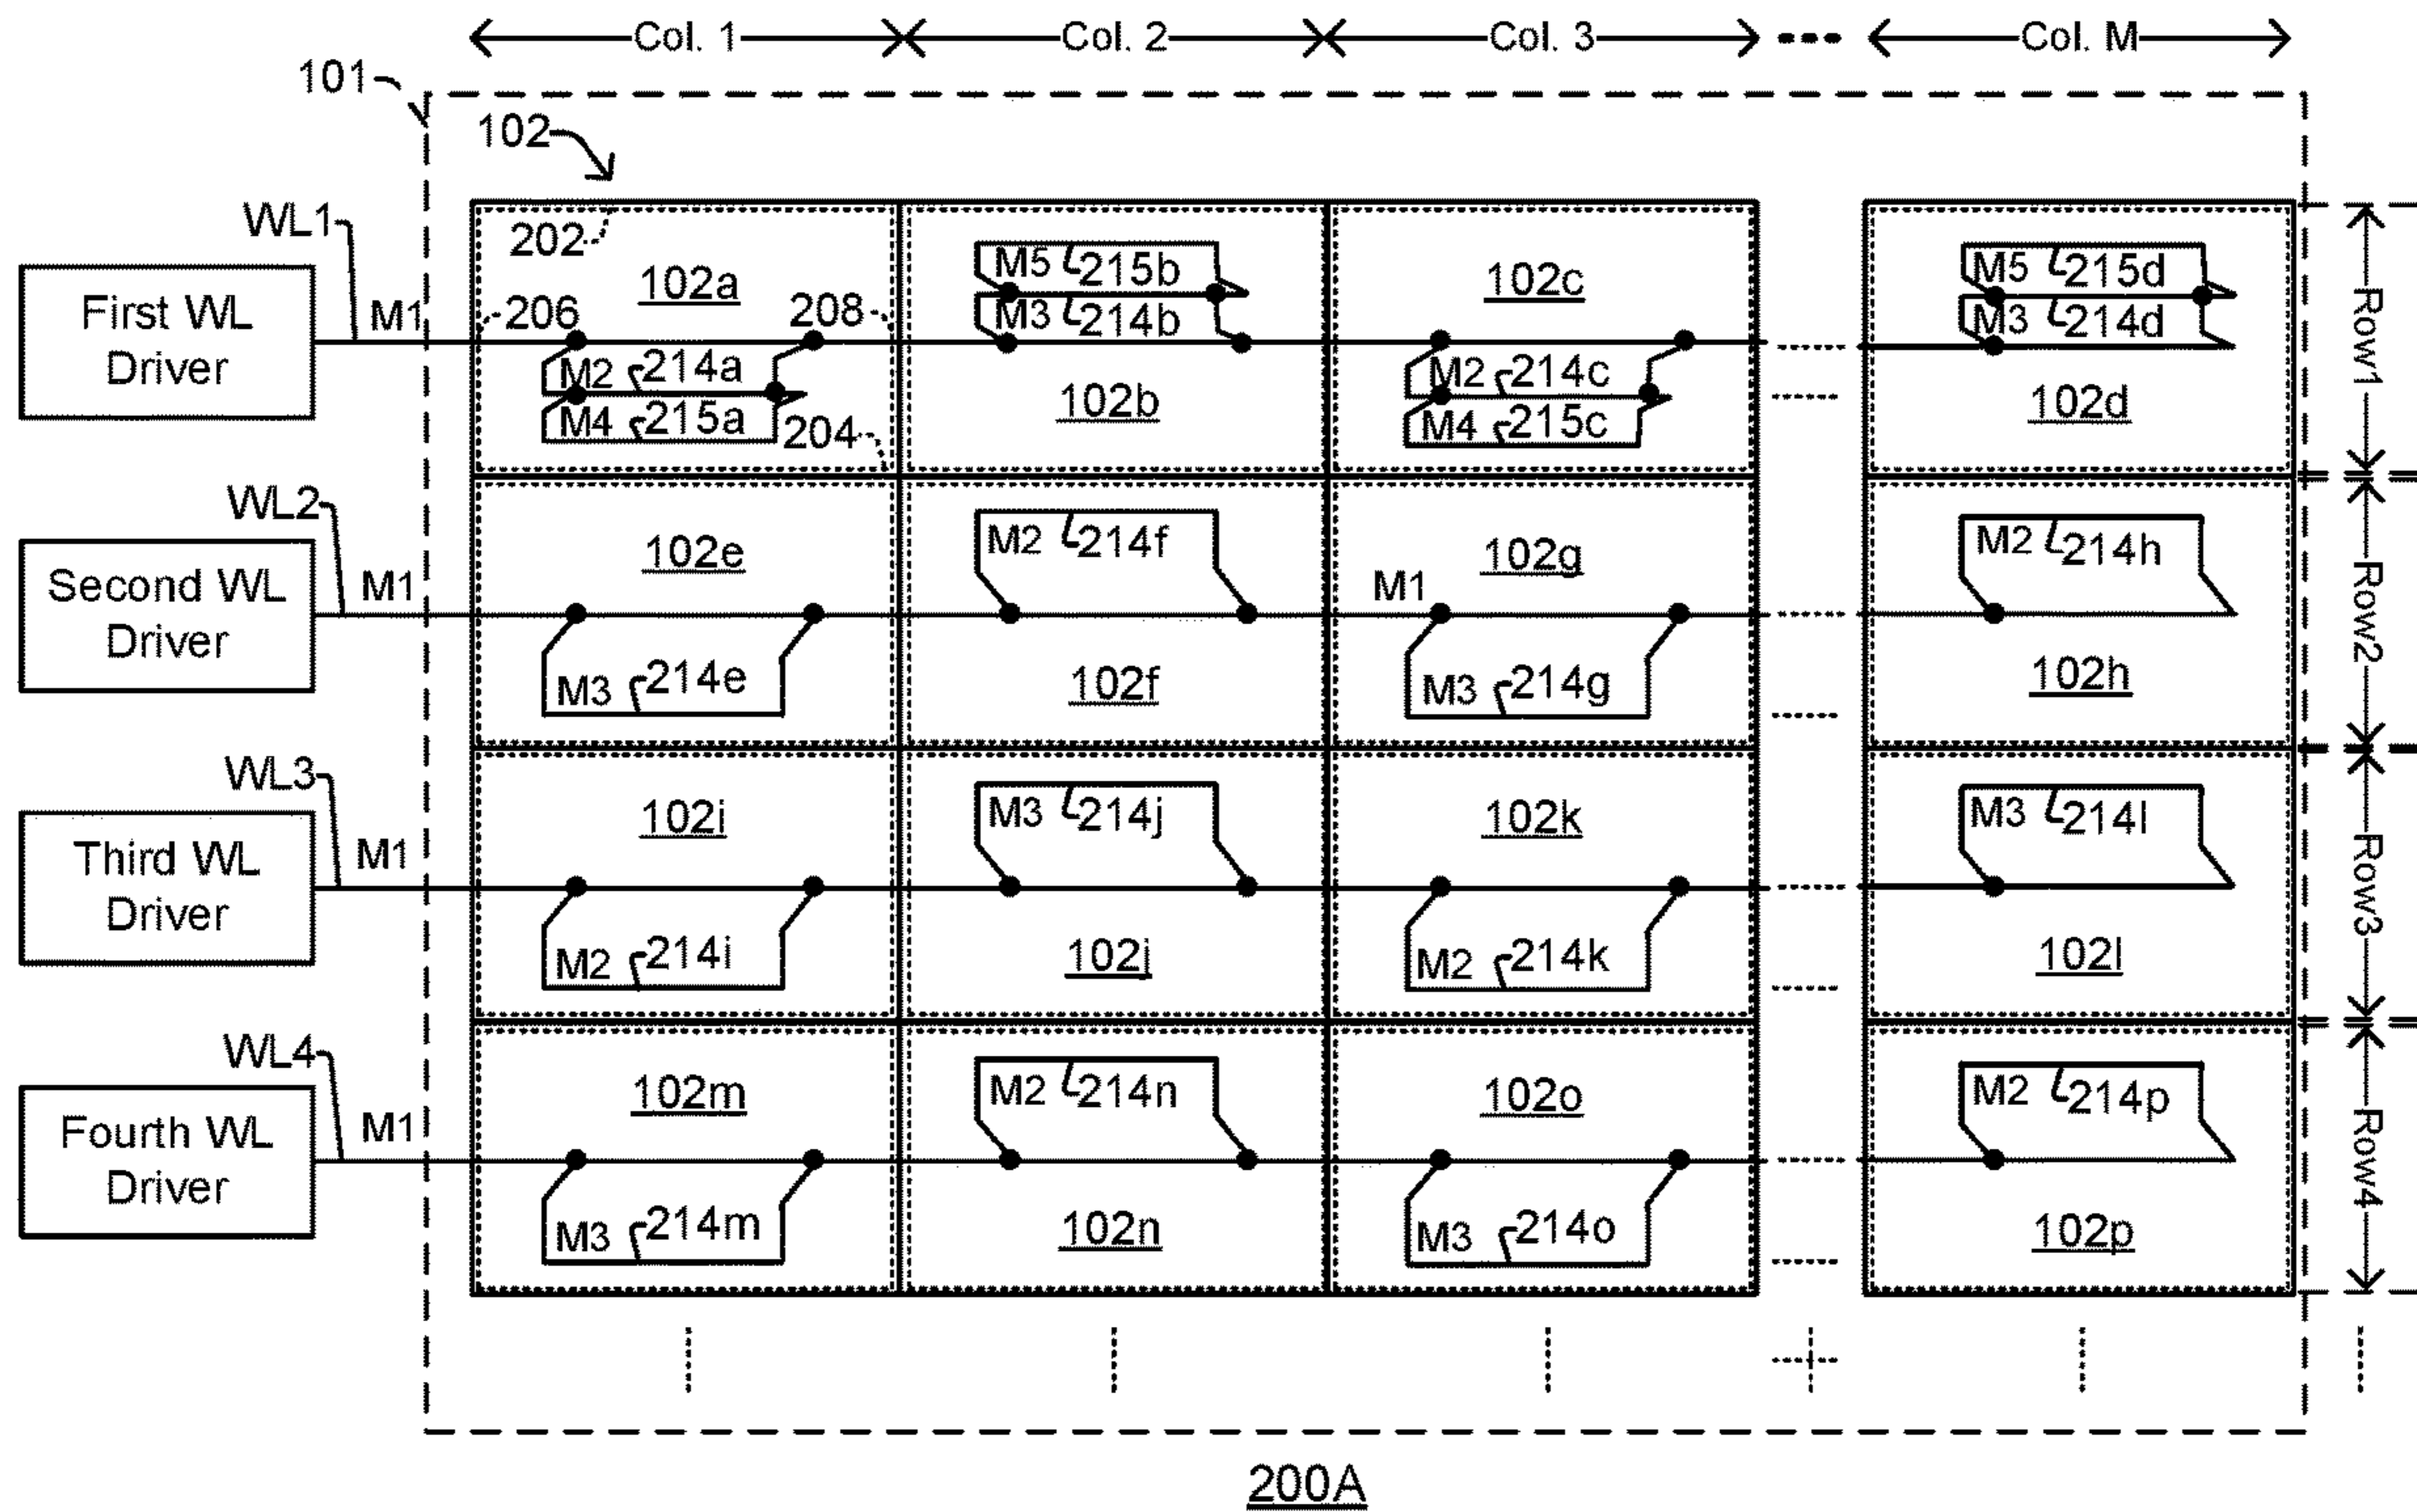 Col. 1 Col. 2 Col. 3 Col. M
101
102
WL1
202
First WL
Driver
M1
206
102a
208
M2 214a
M4 215a
204
M5 215b
M3 214b
102b
102c
M2 214c
M4 215c
M5 215d
M3 214d
102d
Row1
WL2
Second WL
Driver
M1
102e
M3 214e
M2 214f
102f
102g
M1
M3 214g
M2 214h
102h
Row2
WL3
Third WL
Driver
M1
102i
M2 214i
M3 214j
102j
102k
M2 214k
M3 214l
102l
Row3
WL4
Fourth WL
Driver
M1
102m
M3 214m
M2 214n
102n
102o
M3 214o
M2 214p
102p
Row4
200A